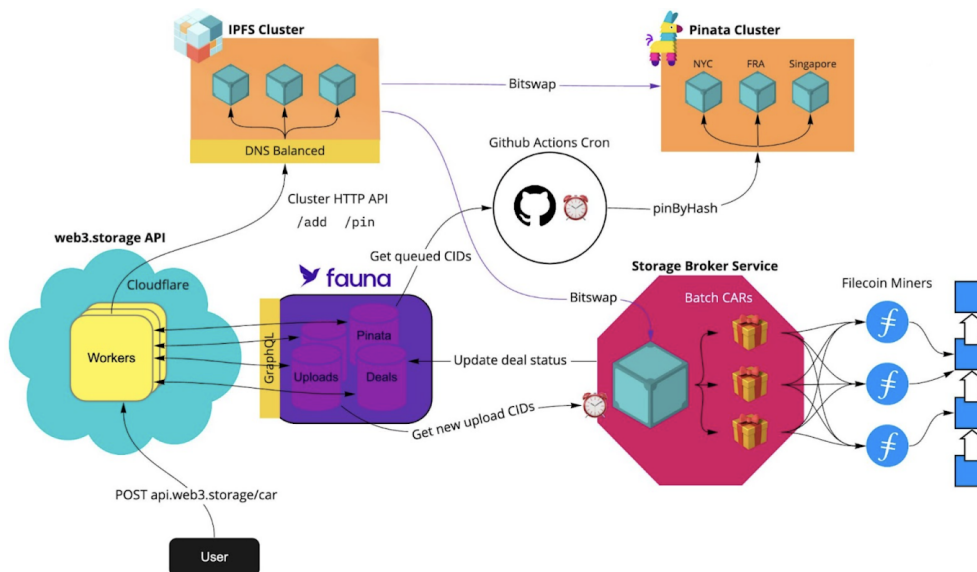 IPFS Cluster
Pinata Cluster
NYC
FRA
Singapore
Bitswap
DNS Balanced
Github Actions Cron
Cluster HTTP API
/add /pin
pinByHash
web3.storage API
Get queued CIDs
fauna
Storage Broker Service
Cloudflare
Bitswap
Batch CARs
Filecoin Miners
Workers
GraphQL
Pinata
Uploads
Deals
Update deal status
Get new upload CIDs
POST api.web3.storage/car
User